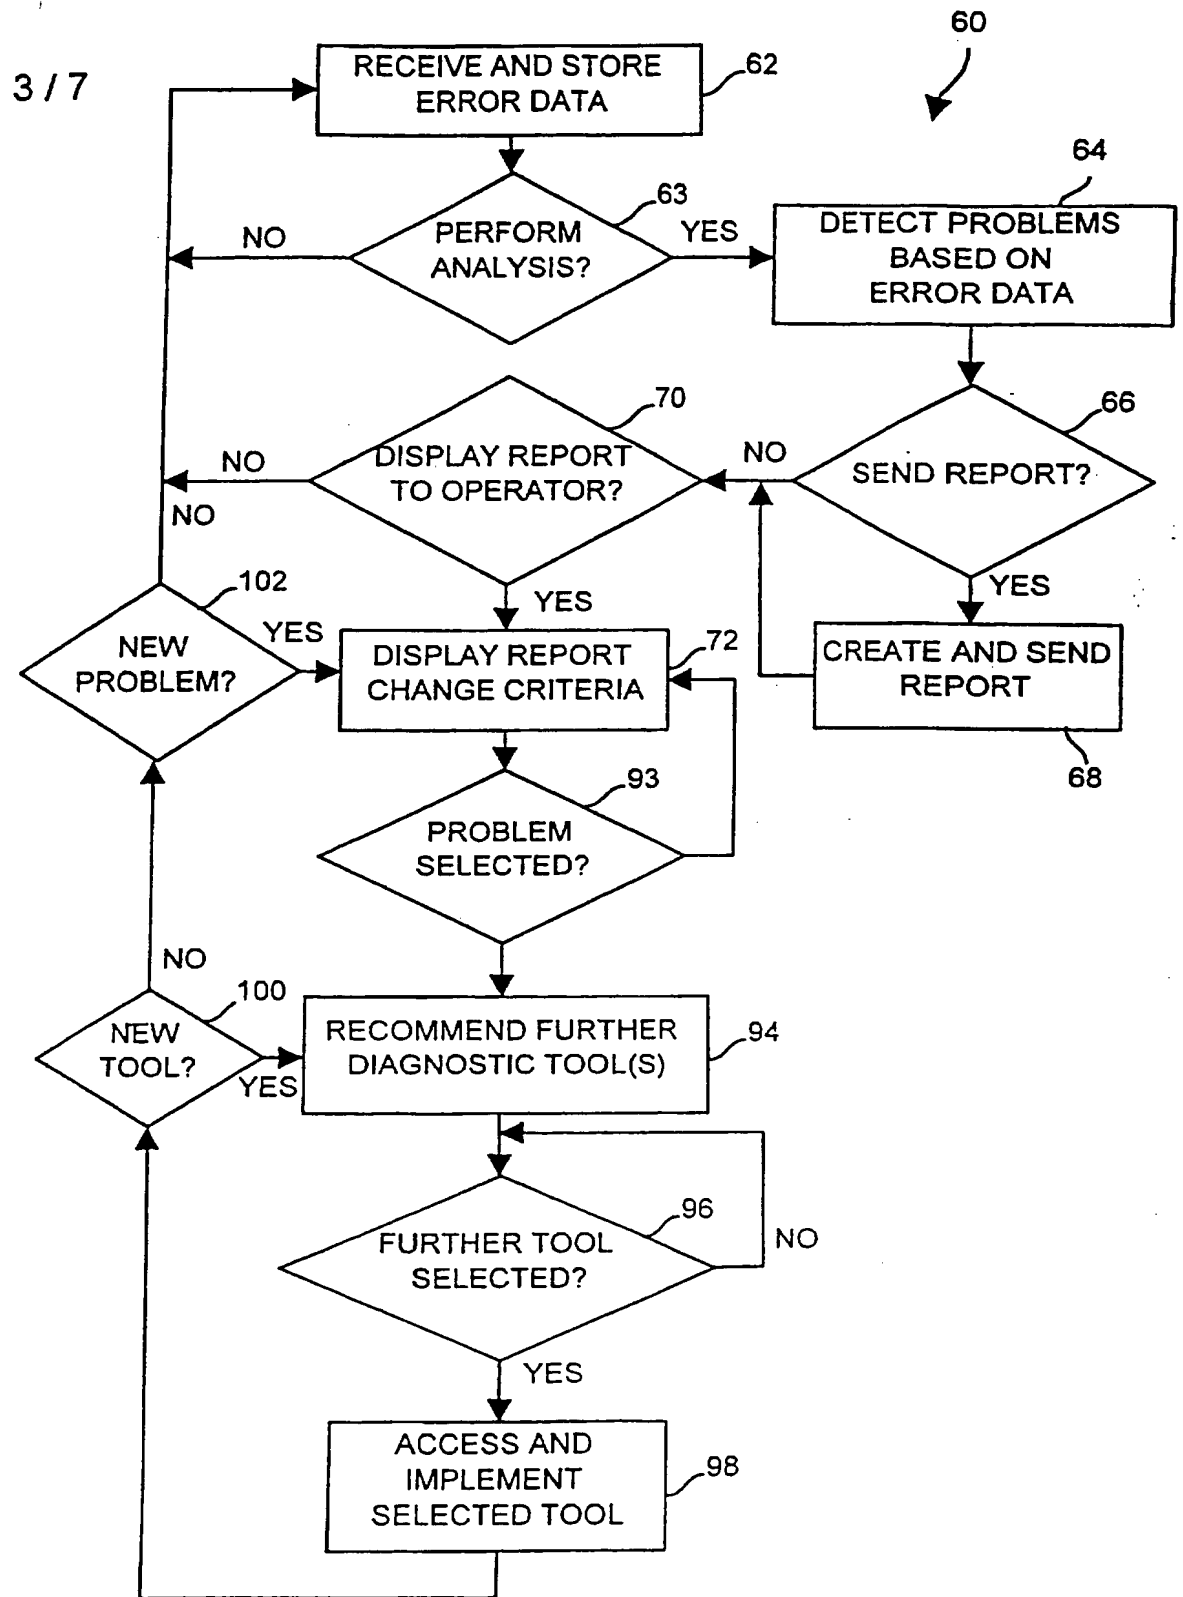 60
3 / 7
RECEIVE AND STORE
ERROR DATA
62
63
PERFORM
ANALYSIS?
NO
YES
64
DETECT PROBLEMS
BASED ON
ERROR DATA
66
SEND REPORT?
NO
YES
CREATE AND SEND
REPORT
68
70
DISPLAY REPORT
TO OPERATOR?
NO
YES
NO
102
NEW
PROBLEM?
YES
DISPLAY REPORT
CHANGE CRITERIA
72
93
PROBLEM
SELECTED?
NO
100
NEW
TOOL?
YES
RECOMMEND FURTHER
DIAGNOSTIC TOOL(S)
94
96
FURTHER TOOL
SELECTED?
NO
YES
ACCESS AND
IMPLEMENT
SELECTED TOOL
98